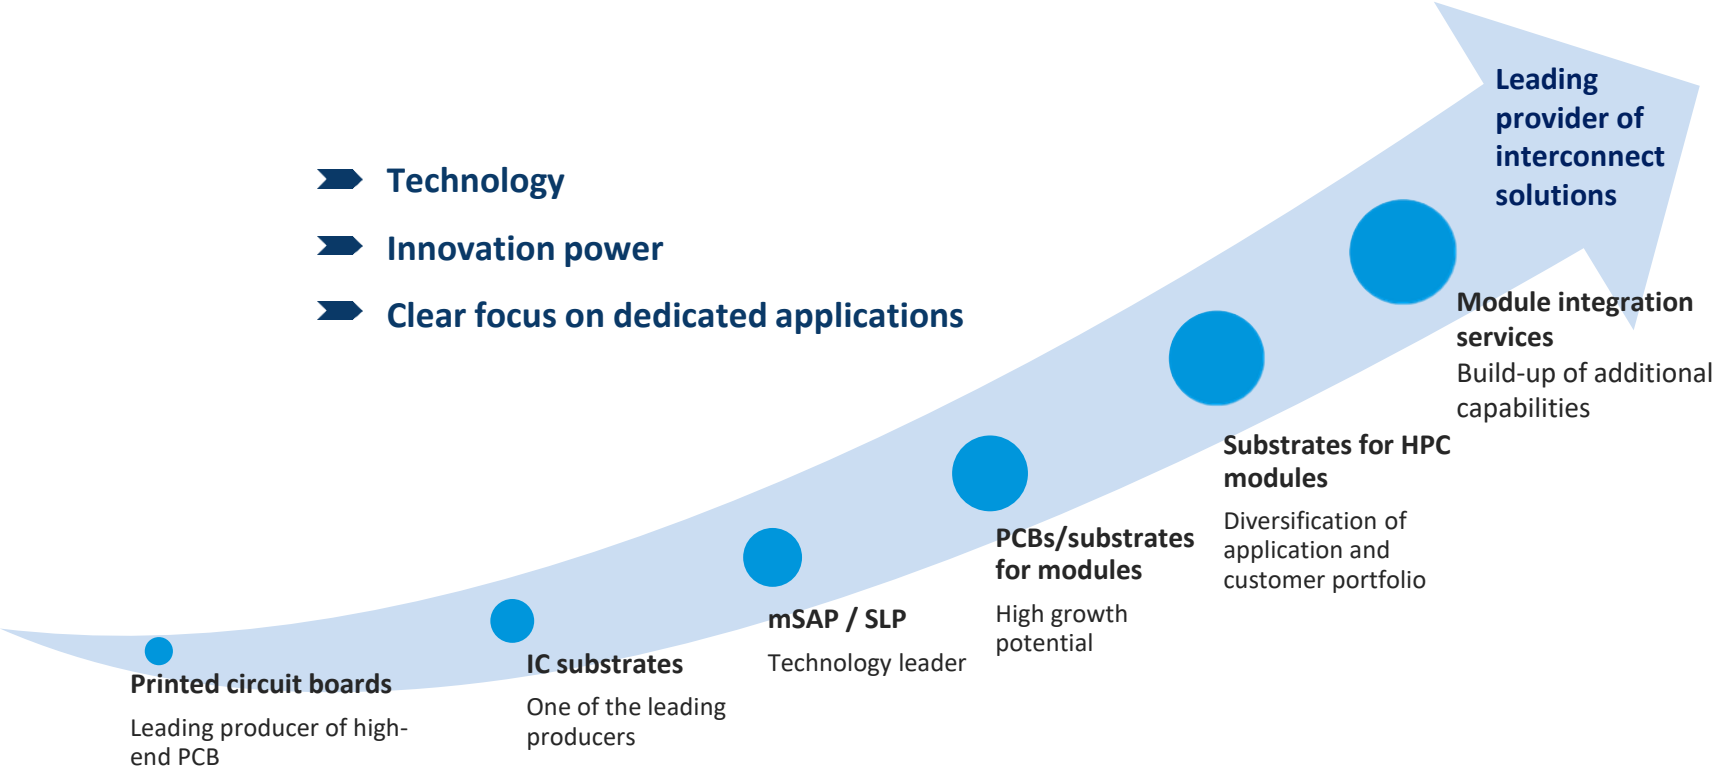 Technology
Innovation power
Clear focus on dedicated applications
Leading
provider of
interconnect
solutions
Module integration
services
Build-up of additional
capabilities
Substrates for HPC
modules
Diversification of
application and
customer portfolio
PCBs/substrates
for modules
High growth
potential
mSAP / SLP
Technology leader
IC substrates
One of the leading
producers
Printed circuit boards
Leading producer of high-
end PCB